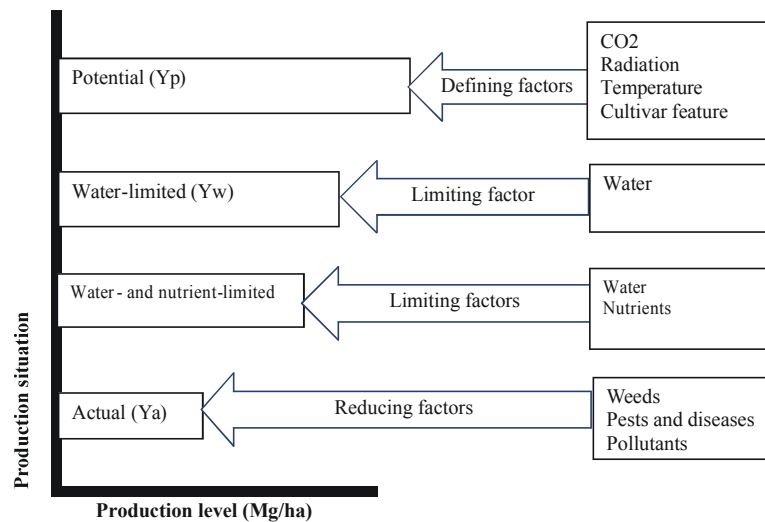 Potential (Yp)
Defining factors
CO2
Radiation
Temperature
Cultivar feature
Water-limited (Yw)
Limiting factor
Water
Water - and nutrient-limited
Limiting factors
Water
Nutrients
Actual (Ya)
Reducing factors
Weeds
Pests and diseases
Pollutants
Production situation
Production level (Mg/ha)